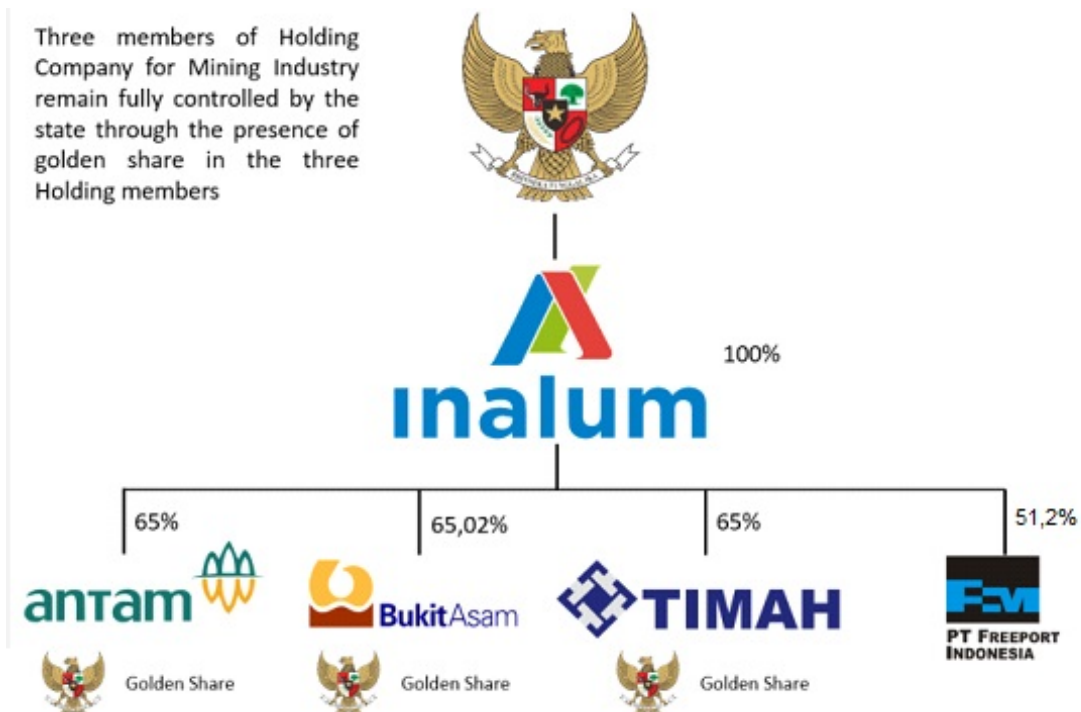 Three members of Holding
Company for Mining Industry
remain fully controlled by the
state through the presence of
golden share in the three
Holding members
100%
inalum
65%
65,02%
65%
51,2%
antam
BukitAsam
TIMAH
PT FREEPORT
INDONESIA
Golden Share
Golden Share
Golden Share